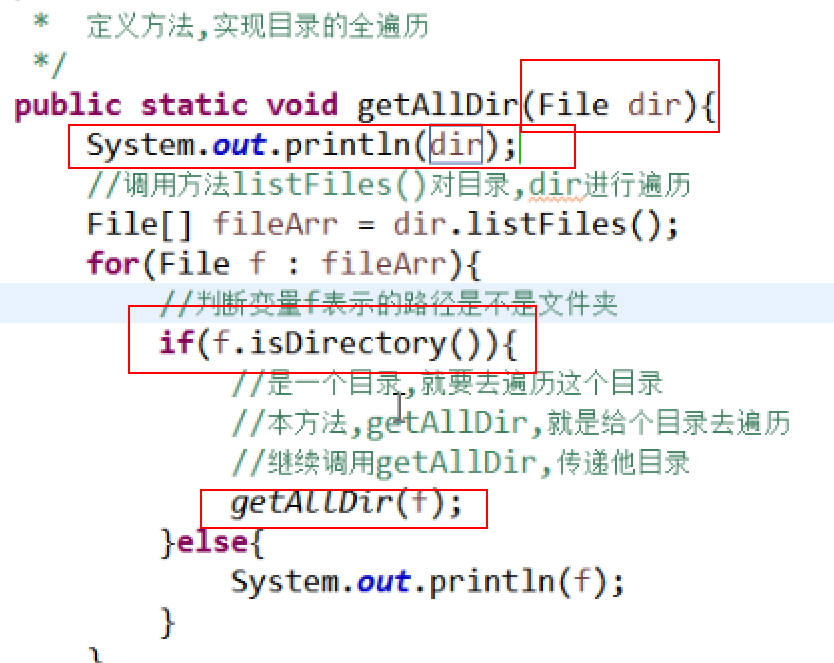 * 定义方法,实现目录的全遍历
*/
public static void getAllDir(File dir){
System.out.println(dir);
//调用方法listFiles()对目录,dir进行遍历
File[] fileArr = dir.listFiles();
for(File f : fileArr){
//判断变量f表示的路径是不是文件夹
if(f.isDirectory()){
//是一个目录,就要去遍历这个目录
//本方法,getAllDir,就是给个目录去遍历
//继续调用getAllDir,传递他目录
getAllDir(f);
}else{
System.out.println(f);
}
}